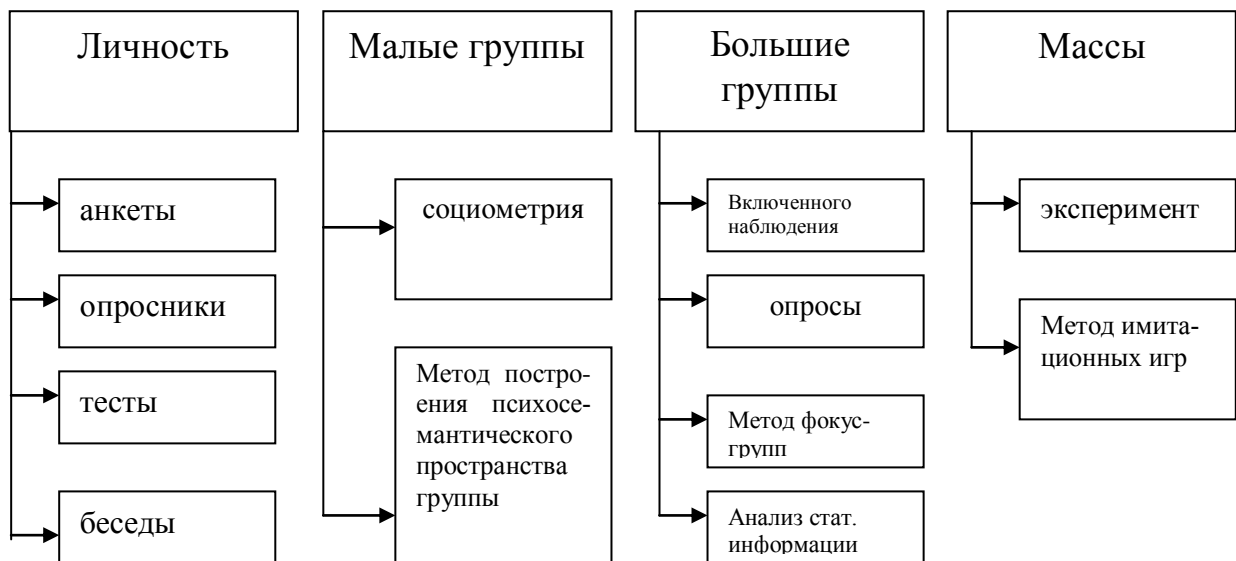 Личность
анкеты
опросники
тесты
беседы
Малые группы
социометрия
Метод постро-
ения психосе-
мантического
пространства
группы
Большие
группы
Включенного
наблюдения
опросы
Метод фокус-
групп
Анализ стат.
информации
Массы
эксперимент
Метод имита-
ционных игр